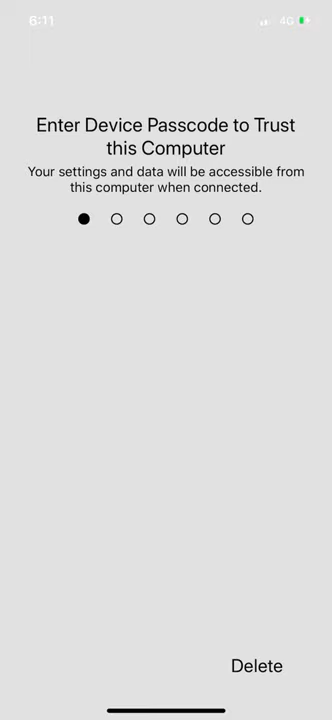 6:11
4G
Enter Device Passcode to Trust
this Computer
Your settings and data will be accessible from
this computer when connected.
Delete